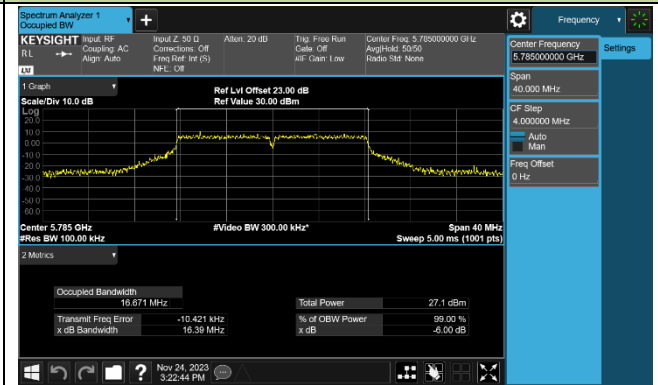 Spectrum Analyzer 1
Occupied BW
Frequency
KEYSIGHT
RL
LXI
Input: RF
Coupling: AC
Align: Auto
Input Z: 50 Ω
Corrections: Off
Freq Ref: Int (S)
NFE: Off
Atten: 20 dB
Trig: Free Run
Gate: Off
#IF Gain: Low
Center Freq: 5.785000000 GHz
Avg|Hold: 50/50
Radio Std: None
Center Frequency
5.785000000 GHz
Settings
Span
40.000 MHz
CF Step
4.000000 MHz
Auto
Man
Freq Offset
0 Hz
1 Graph
Scale/Div 10.0 dB
Ref Lvl Offset 23.00 dB
Ref Value 30.00 dBm
Log
20.0
10.0
0.00
-10.0
-20.0
-30.0
-40.0
-50.0
-60.0
Center 5.785 GHz
#Res BW 100.00 kHz
#Video BW 300.00 kHz*
Span 40 MHz
Sweep 5.00 ms (1001 pts)
2 Metrics
Occupied Bandwidth
16.671 MHz
Total Power 27.1 dBm
Transmit Freq Error -10.421 kHz
% of OBW Power 99.00 %
x dB Bandwidth 16.39 MHz
x dB -6.00 dB
?
Nov 24, 2023
3:22:44 PM